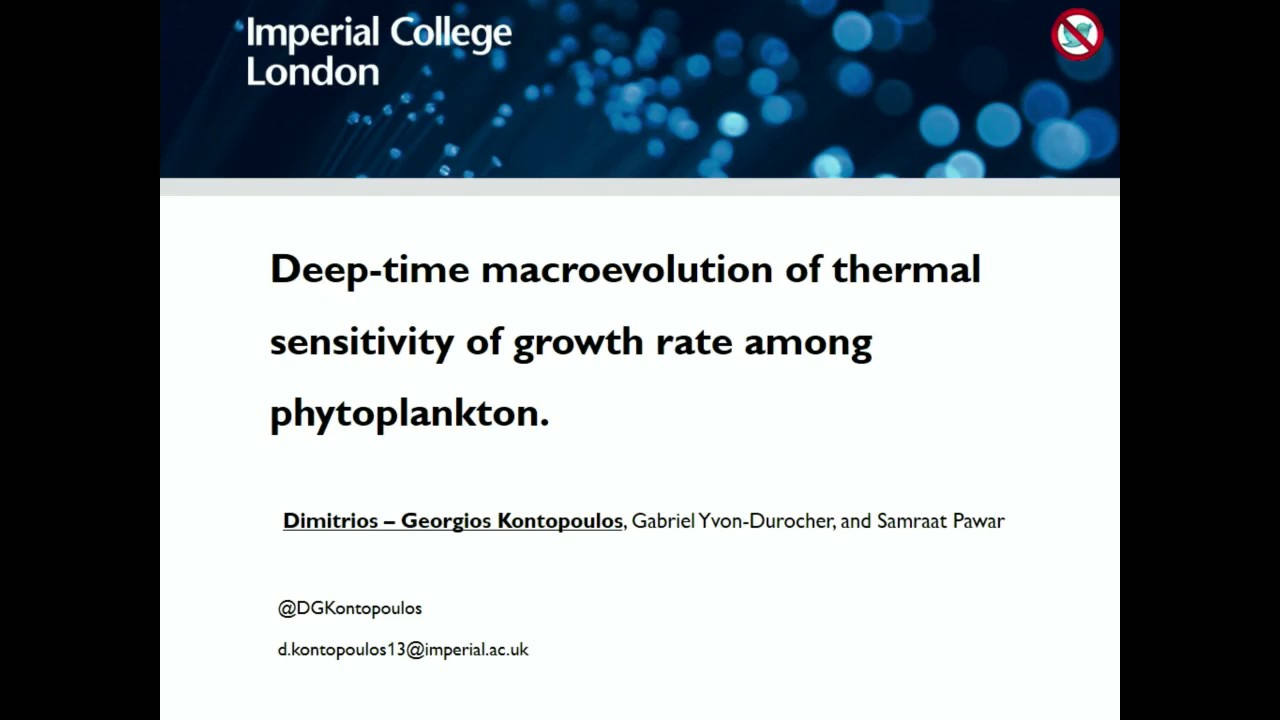 Imperial College
London
Deep-time macroevolution of thermal
sensitivity of growth rate among
phytoplankton.
Dimitrios – Georgios Kontopoulos, Gabriel Yvon-Durocher, and Samraat Pawar
@DGKontopoulos
d.kontopoulos13@imperial.ac.uk